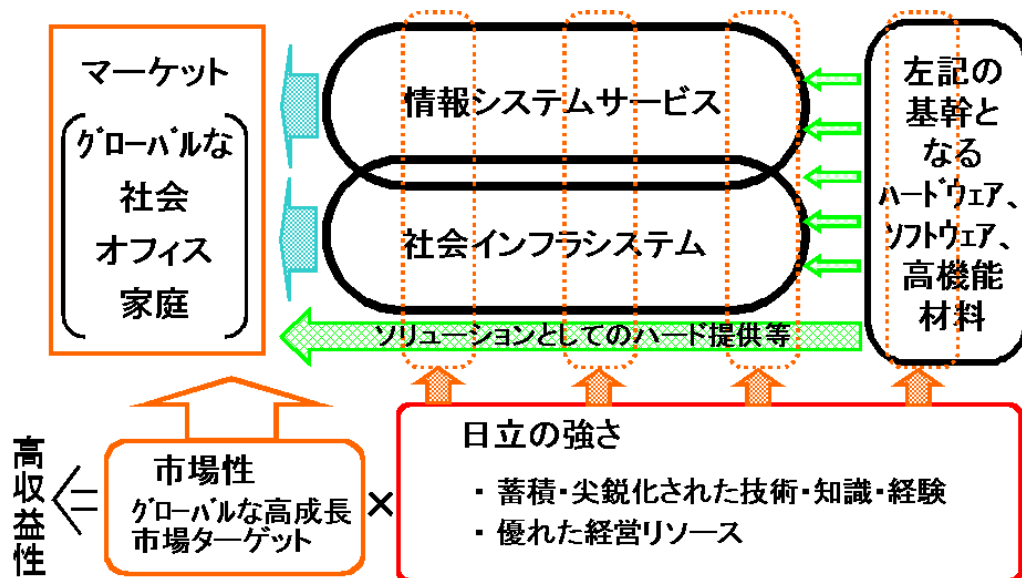 マーケット
グローバルな
社会
オフィス
家庭
情報システムサービス
社会インフラシステム
ソリューションとしてのハード提供等
左記の
基幹と
なる
ハードウェア、
ソフトウェア、
高機能
材料
高収益性
市場性
グローバルな高成長
市場ターゲット
×
日立の強さ
・ 蓄積・尖鋭化された技術・知識・経験
・ 優れた経営リソース